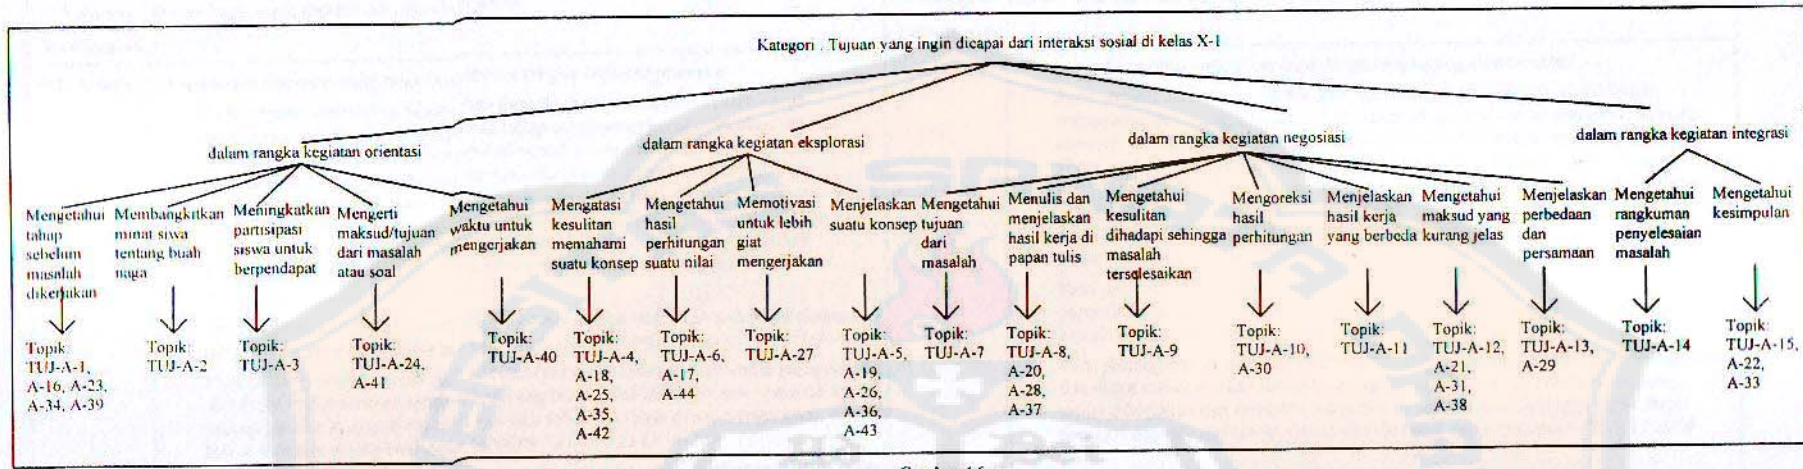 Kategori . Tujuan yang ingin dicapai dari interaksi sosial di kelas X-1
dalam rangka kegiatan orientasi
dalam rangka kegiatan eksplorasi
dalam rangka kegiatan negosiasi
dalam rangka kegiatan integrasi
Mengetahui
tahap
sebelum
masalah
dikerjakan
Membangkitkan
minat siswa
tentang buah
naga
Meningkatkan
partisipasi
siswa untuk
berpendapat
Mengerti
maksud/tujuan
dari masalah
atau soal
Mengetahui
waktu untuk
mengerjakan
Mengatasi
kesulitan
memahami
suatu konsep
Mengetahui
hasil
perhitungan
suatu nilai
Memotivasi
untuk lebih
giat
mengerjakan
Menjelaskan
suatu konsep
Mengetahui
tujuan
dari
masalah
Menulis dan
menjelaskan
hasil kerja di
papan tulis
Mengetahui
kesulitan
dihadapi sehingga
masalah
terselesaikan
Mengoreksi
hasil
perhitungan
Menjelaskan
hasil kerja
yang berbeda
Mengetahui
maksud yang
kurang jelas
Menjelaskan
perbedaan
dan
persamaan
Mengetahui
rangkuman
penyelesaian
masalah
Mengetahui
kesimpulan
Topik:
TUJ-A-1,
A-16, A-23,
A-34, A-39
Topik:
TUJ-A-2
Topik:
TUJ-A-3
Topik:
TUJ-A-24,
A-41
Topik:
TUJ-A-40
Topik:
TUJ-A-4,
A-18,
A-25,
A-35,
A-42
Topik:
TUJ-A-6,
A-17,
A-44
Topik:
TUJ-A-27
Topik:
TUJ-A-5,
A-19,
A-26,
A-36,
A-43
Topik:
TUJ-A-7
Topik:
TUJ-A-8,
A-20,
A-28,
A-37
Topik:
TUJ-A-9
Topik:
TUJ-A-10,
A-30
Topik:
TUJ-A-11
Topik:
TUJ-A-12,
A-21,
A-31,
A-38
Topik:
TUJ-A-13,
A-29
Topik:
TUJ-A-14
Topik:
TUJ-A-15,
A-22,
A-33